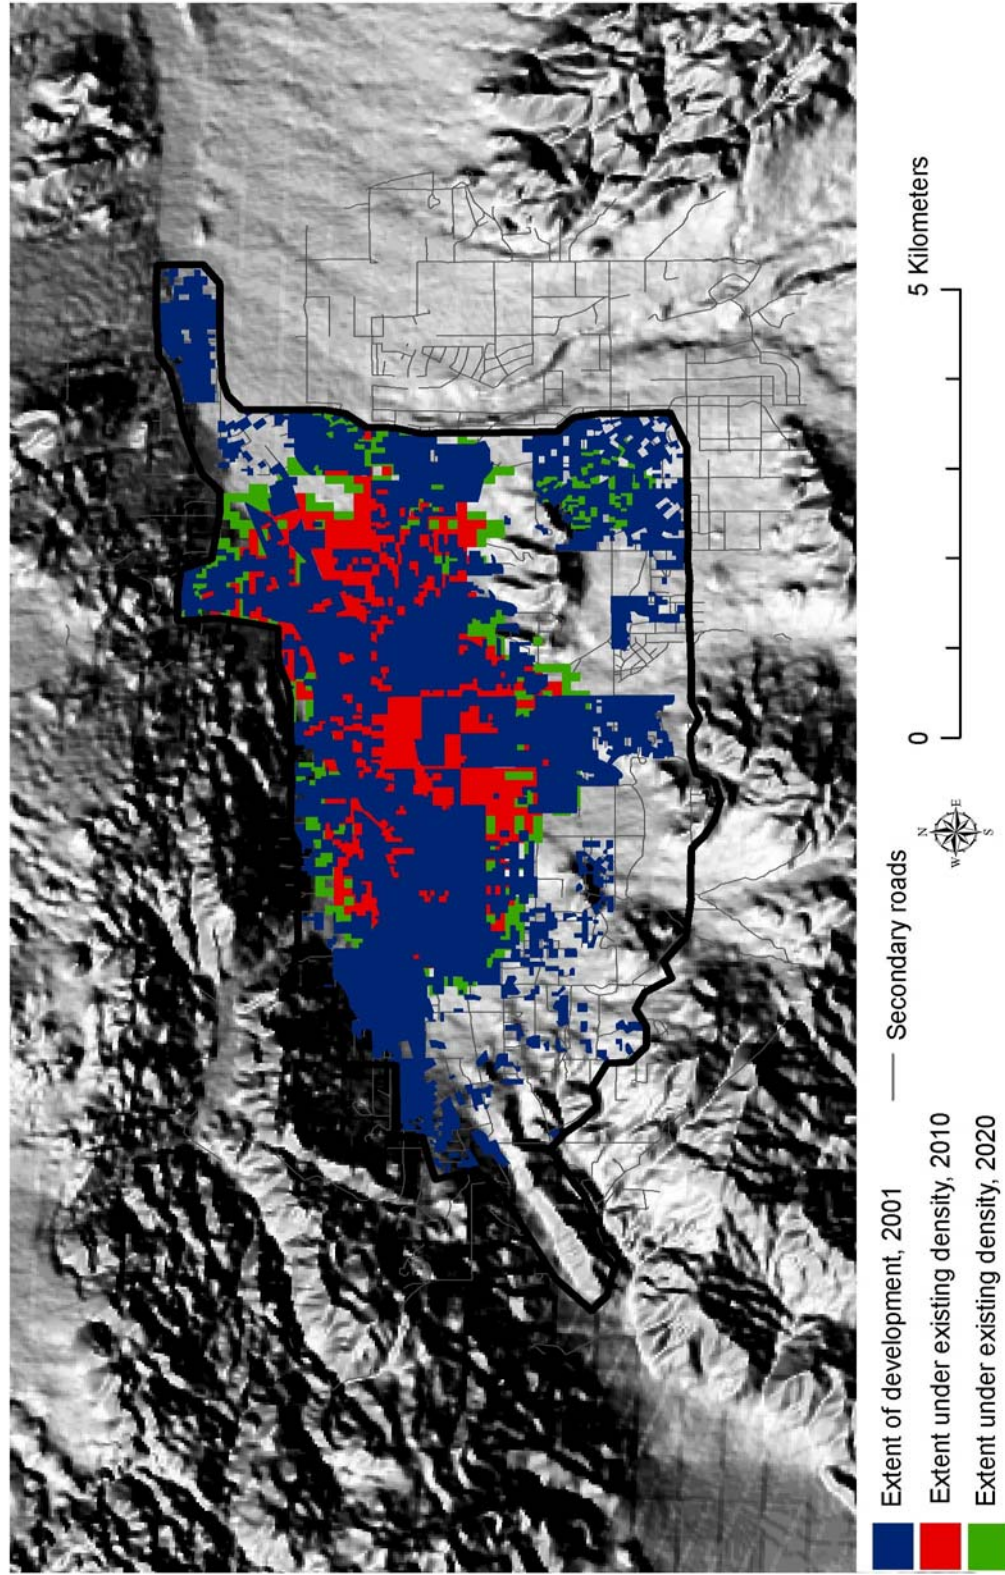 Extent of development, 2001
Extent under existing density, 2010
Extent under existing density, 2020
Secondary roads
N
W
E
S
0
5 Kilometers